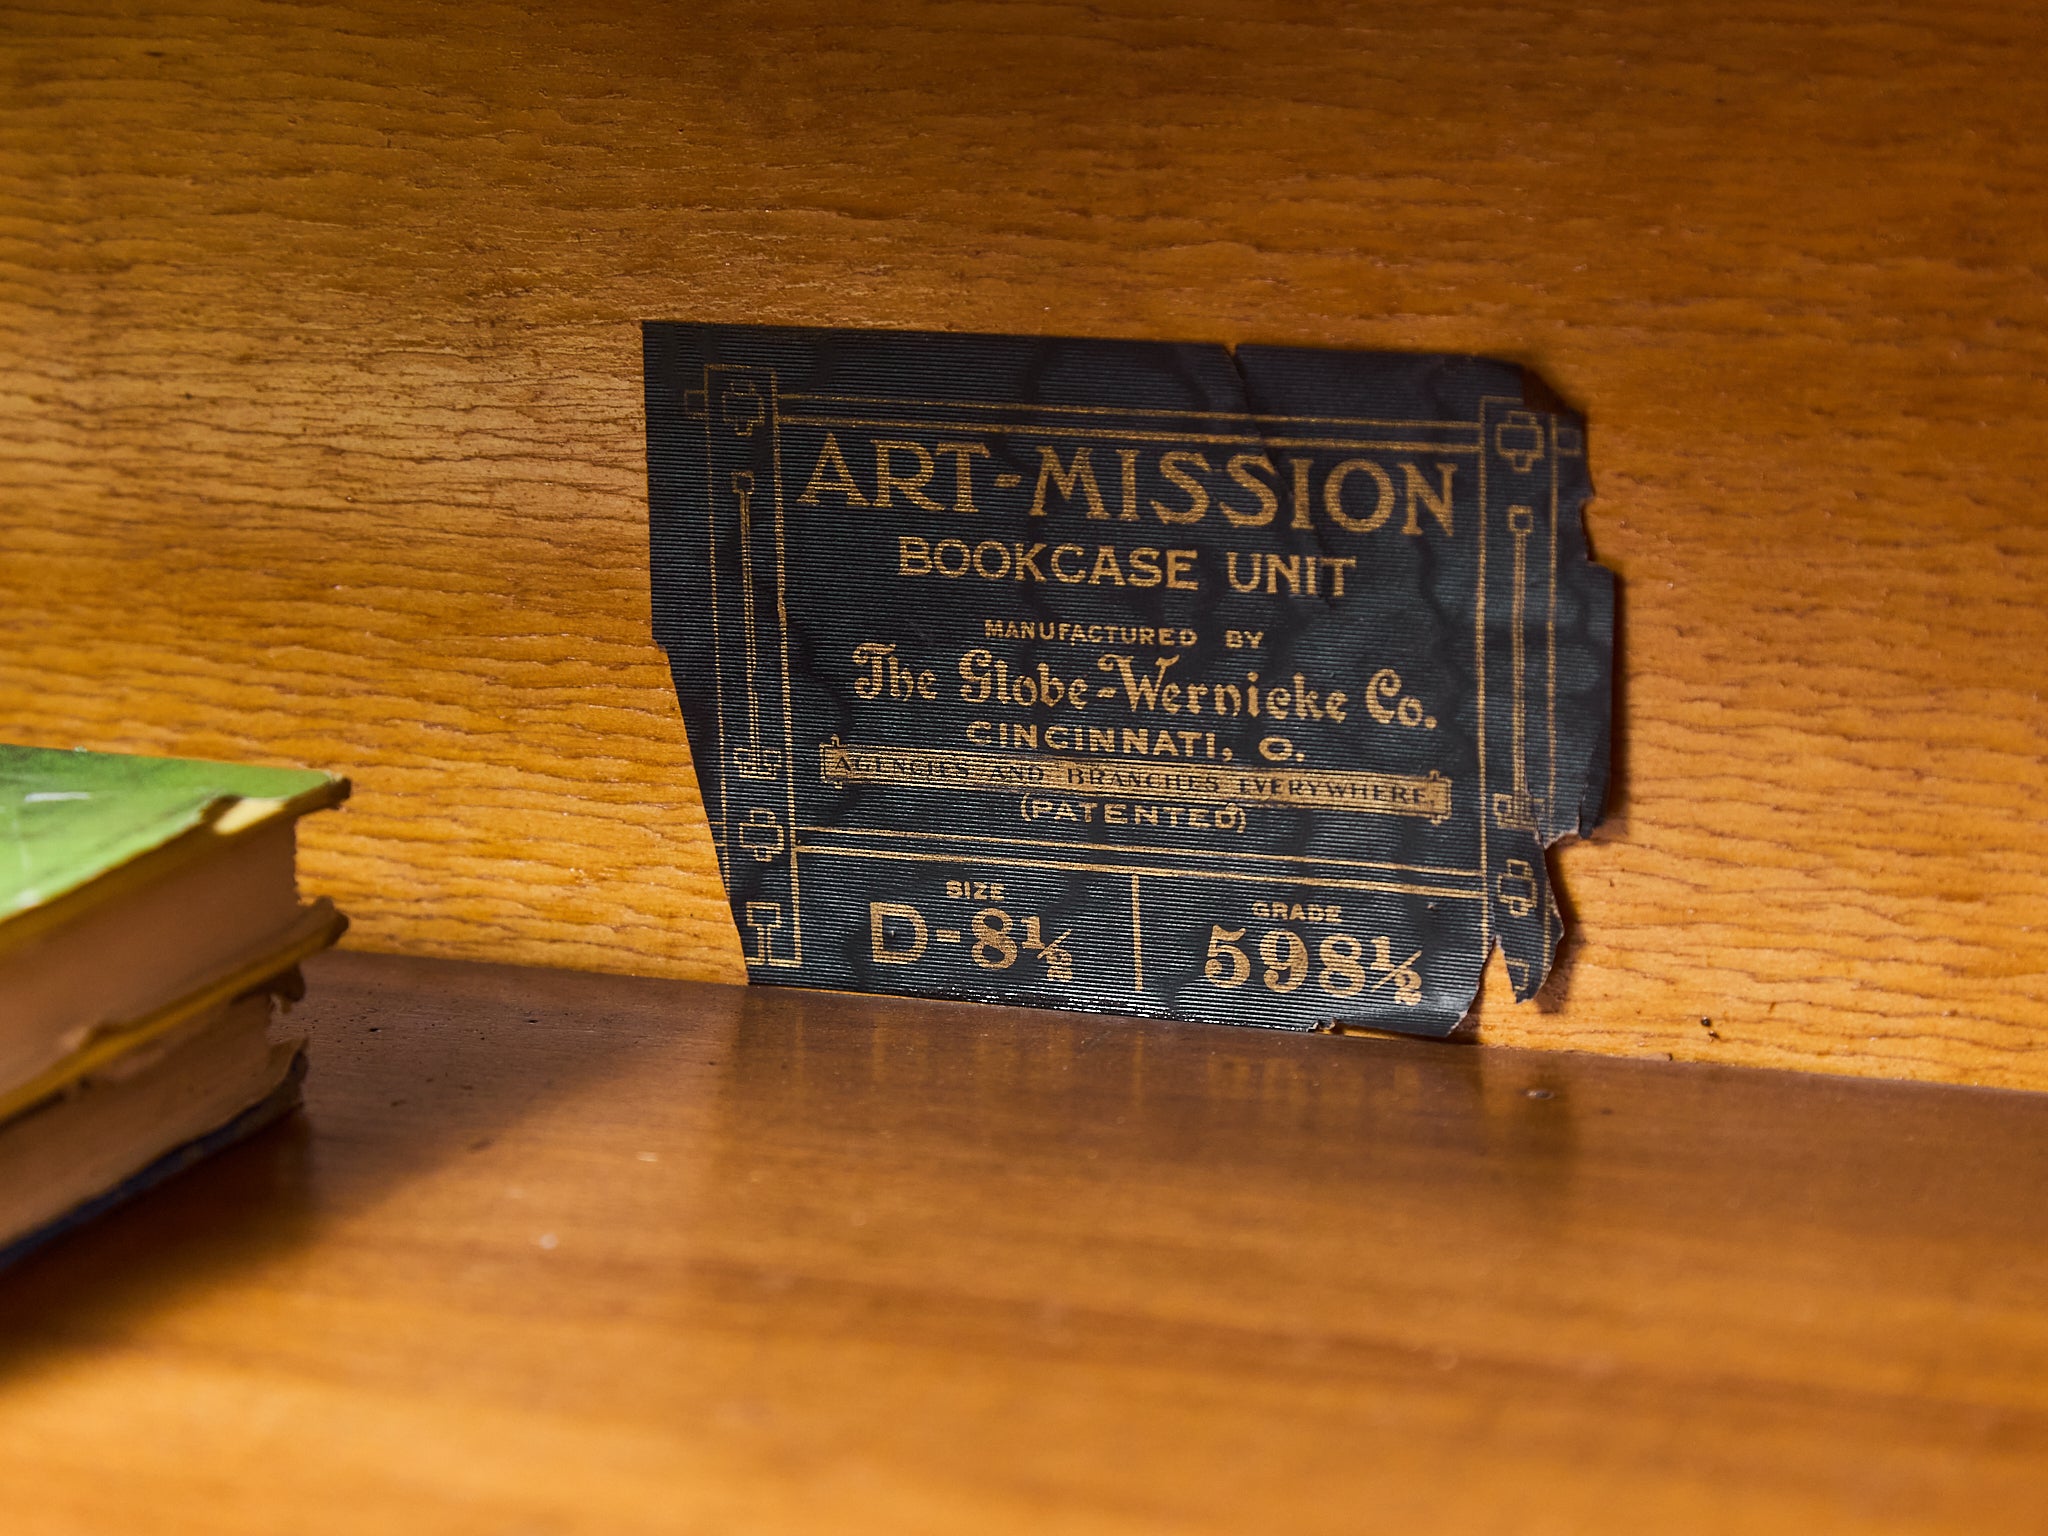 ART-MISSION
BOOKCASE UNIT
MANUFACTURED BY
The Globe-Wernicke Co.
CINCINNATI, O.
AGENCIES AND BRANCHES EVERYWHERE.
(PATENTED)
SIZE
D-8½
GRADE
598½